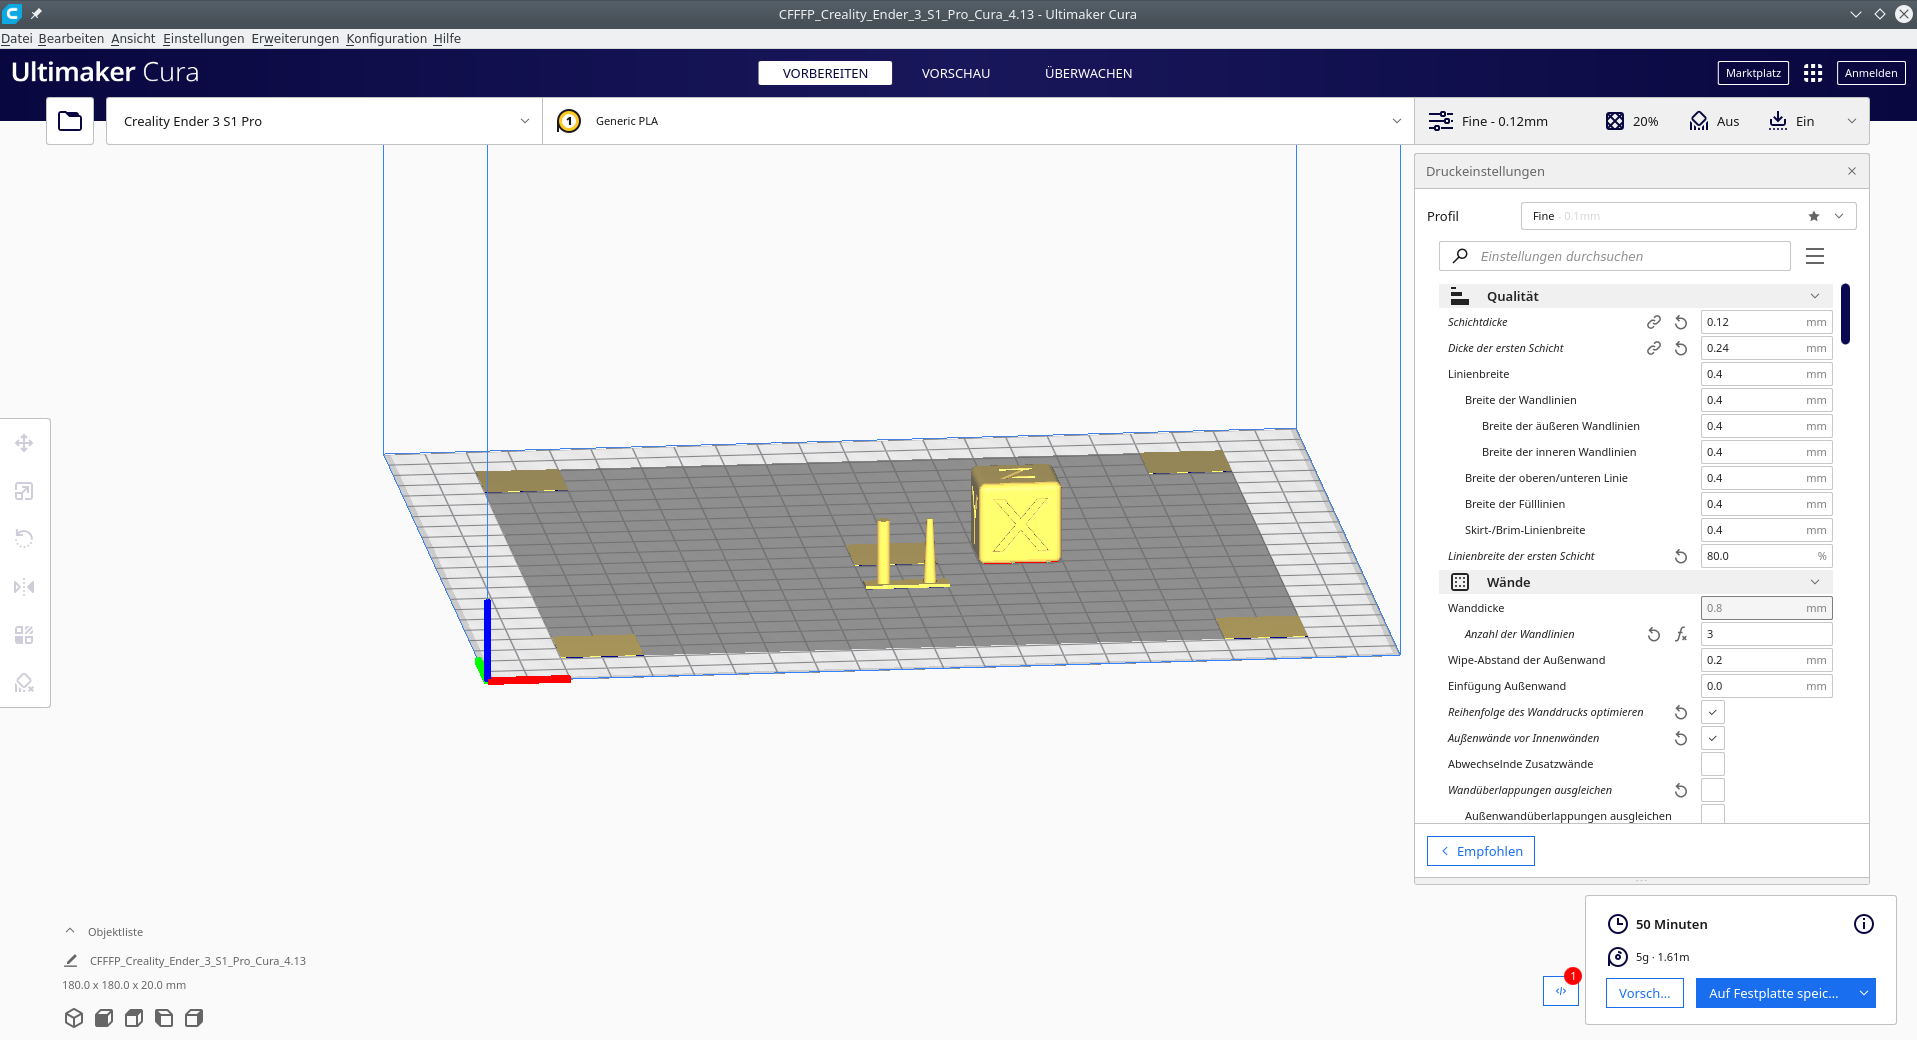 CFFFP_Creality_Ender_3_S1_Pro_Cura_4.13 - Ultimaker Cura
Datei Bearbeiten Ansicht Einstellungen Erweiterungen Konfiguration Hilfe
Ultimaker Cura
VORBEREITEN VORSCHAU ÜBERWACHEN
Marktplatz Anmelden
Creality Ender 3 S1 Pro
1 Generic PLA
Fine - 0.12mm 20% Aus Ein
Druckeinstellungen
Profil Fine - 0.1mm
Einstellungen durchsuchen
Qualität
Schichtdicke 0.12 mm
Dicke der ersten Schicht 0.24 mm
Linienbreite 0.4 mm
Breite der Wandlinien 0.4 mm
Breite der äußeren Wandlinien 0.4 mm
Breite der inneren Wandlinien 0.4 mm
Breite der oberen/unteren Linie 0.4 mm
Breite der Fülllinien 0.4 mm
Skirt-/Brim-Linienbreite 0.4 mm
Linienbreite der ersten Schicht 80.0 %
Wände
Wanddicke 0.8 mm
Anzahl der Wandlinien 3
Wipe-Abstand der Außenwand 0.2 mm
Einfügung Außenwand 0.0 mm
Reihenfolge des Wanddrucks optimieren
Außenwände vor Innenwänden
Abwechselnde Zusatzwände
Wandüberlappungen ausgleichen
Außenwandüberlappungen ausgleichen
Empfohlen
Z
X
Objektliste
CFFFP_Creality_Ender_3_S1_Pro_Cura_4.13
180.0 x 180.0 x 20.0 mm
50 Minuten
5g · 1.61m
1
Vorsch... Auf Festplatte speic...